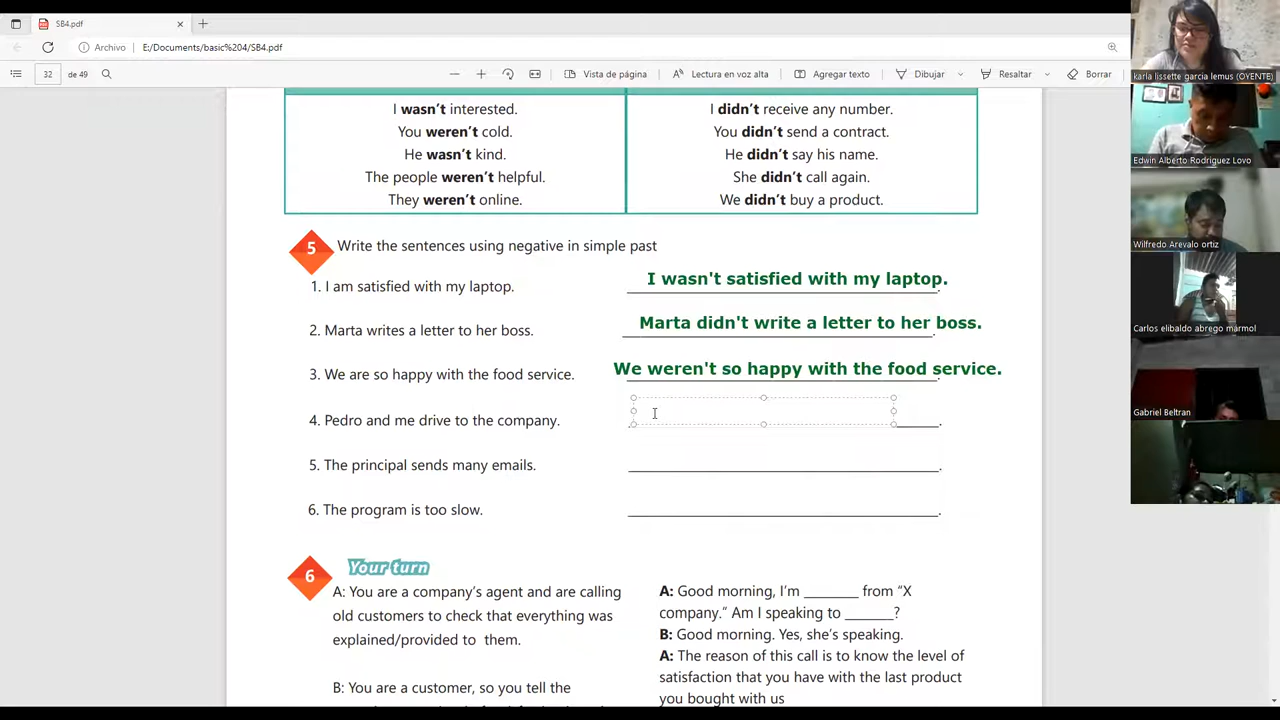 SB4.pdf
Archivo
E:/Documents/basic%204/SB4.pdf
32
de 49
Vista de página
Lectura en voz alta
Agregar texto
Dibujar
Resaltar
Borrar
I wasn't interested.
You weren't cold.
He wasn't kind.
The people weren't helpful.
They weren't online.
I didn't receive any number.
You didn't send a contract.
He didn't say his name.
She didn't call again.
We didn't buy a product.
5
Write the sentences using negative in simple past
1. I am satisfied with my laptop.
I wasn't satisfied with my laptop.
2. Marta writes a letter to her boss.
Marta didn't write a letter to her boss.
3. We are so happy with the food service.
We weren't so happy with the food service.
4. Pedro and me drive to the company.
5. The principal sends many emails.
6. The program is too slow.
6
Your turn
A: You are a company's agent and are calling
old customers to check that everything was
explained/provided to them.
B: You are a customer, so you tell the
A: Good morning, I'm ________ from "X
company." Am I speaking to _______?
B: Good morning. Yes, she's speaking.
A: The reason of this call is to know the level of
satisfaction that you have with the last product
you bought with us
karla lissette garcia lemus (OYENTE)
Edwin Alberto Rodriguez Lovo
Wilfredo Arevalo ortiz
Carlos elibaldo abrego marmol
Gabriel Beltran